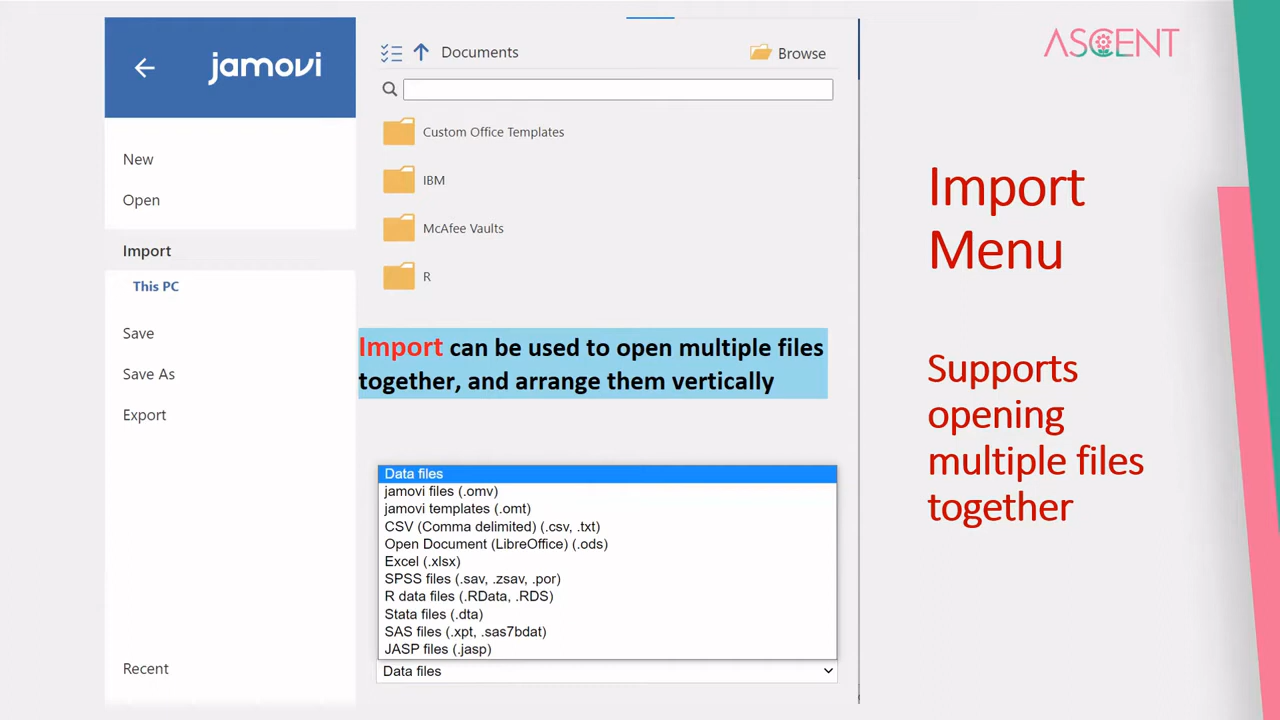 jamovi
New
Open
Import
This PC
Save
Save As
Export
Recent
Documents
Browse
Custom Office Templates
IBM
McAfee Vaults
R
Import can be used to open multiple files
together, and arrange them vertically
Data files
jamovi files (.omv)
jamovi templates (.omt)
CSV (Comma delimited) (.csv, .txt)
Open Document (LibreOffice) (.ods)
Excel (.xlsx)
SPSS files (.sav, .zsav, .por)
R data files (.RData, .RDS)
Stata files (.dta)
SAS files (.xpt, .sas7bdat)
JASP files (.jasp)
Data files
ASCENT
Import
Menu
Supports
opening
multiple files
together